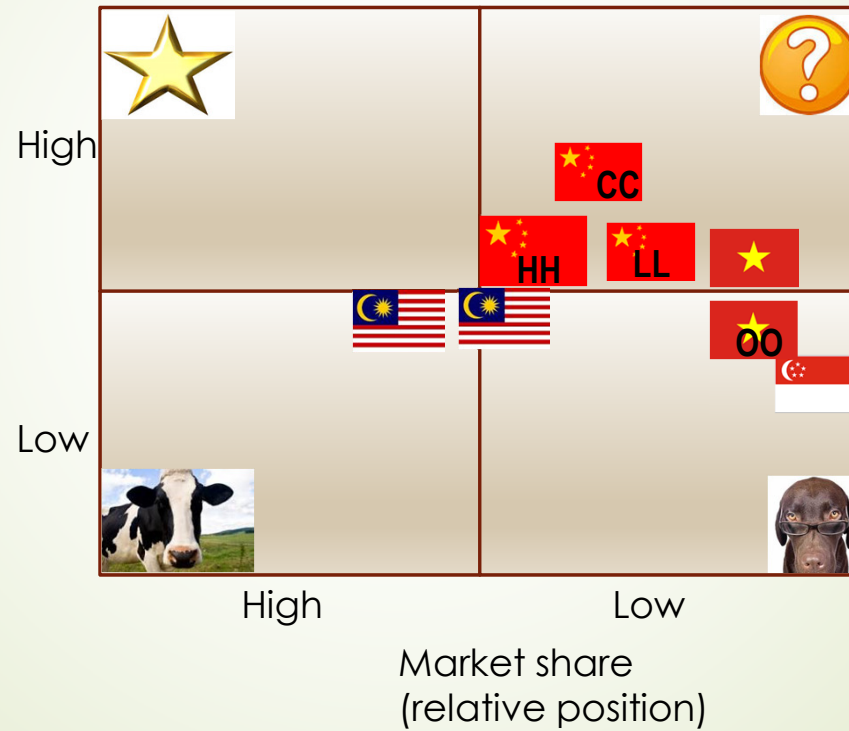 ?
High
CC
HH
LL
OO
Low
High
Low
Market share
(relative position)